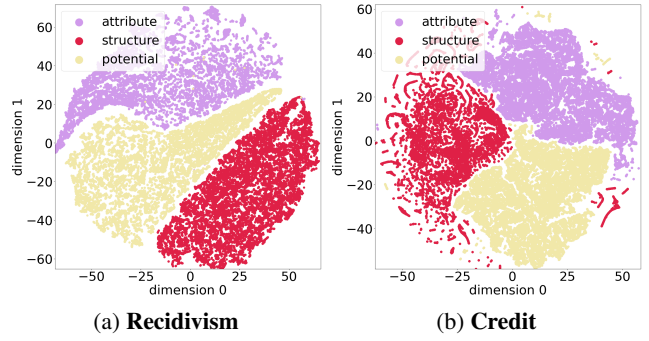 attribute
structure
potential
60
40
20
0
−20
−40
−60
dimension 1
−50
−25
0
25
50
dimension 0
(a) Recidivism
attribute
structure
potential
60
40
20
0
−20
−40
dimension 1
−50
−25
0
25
50
dimension 0
(b) Credit